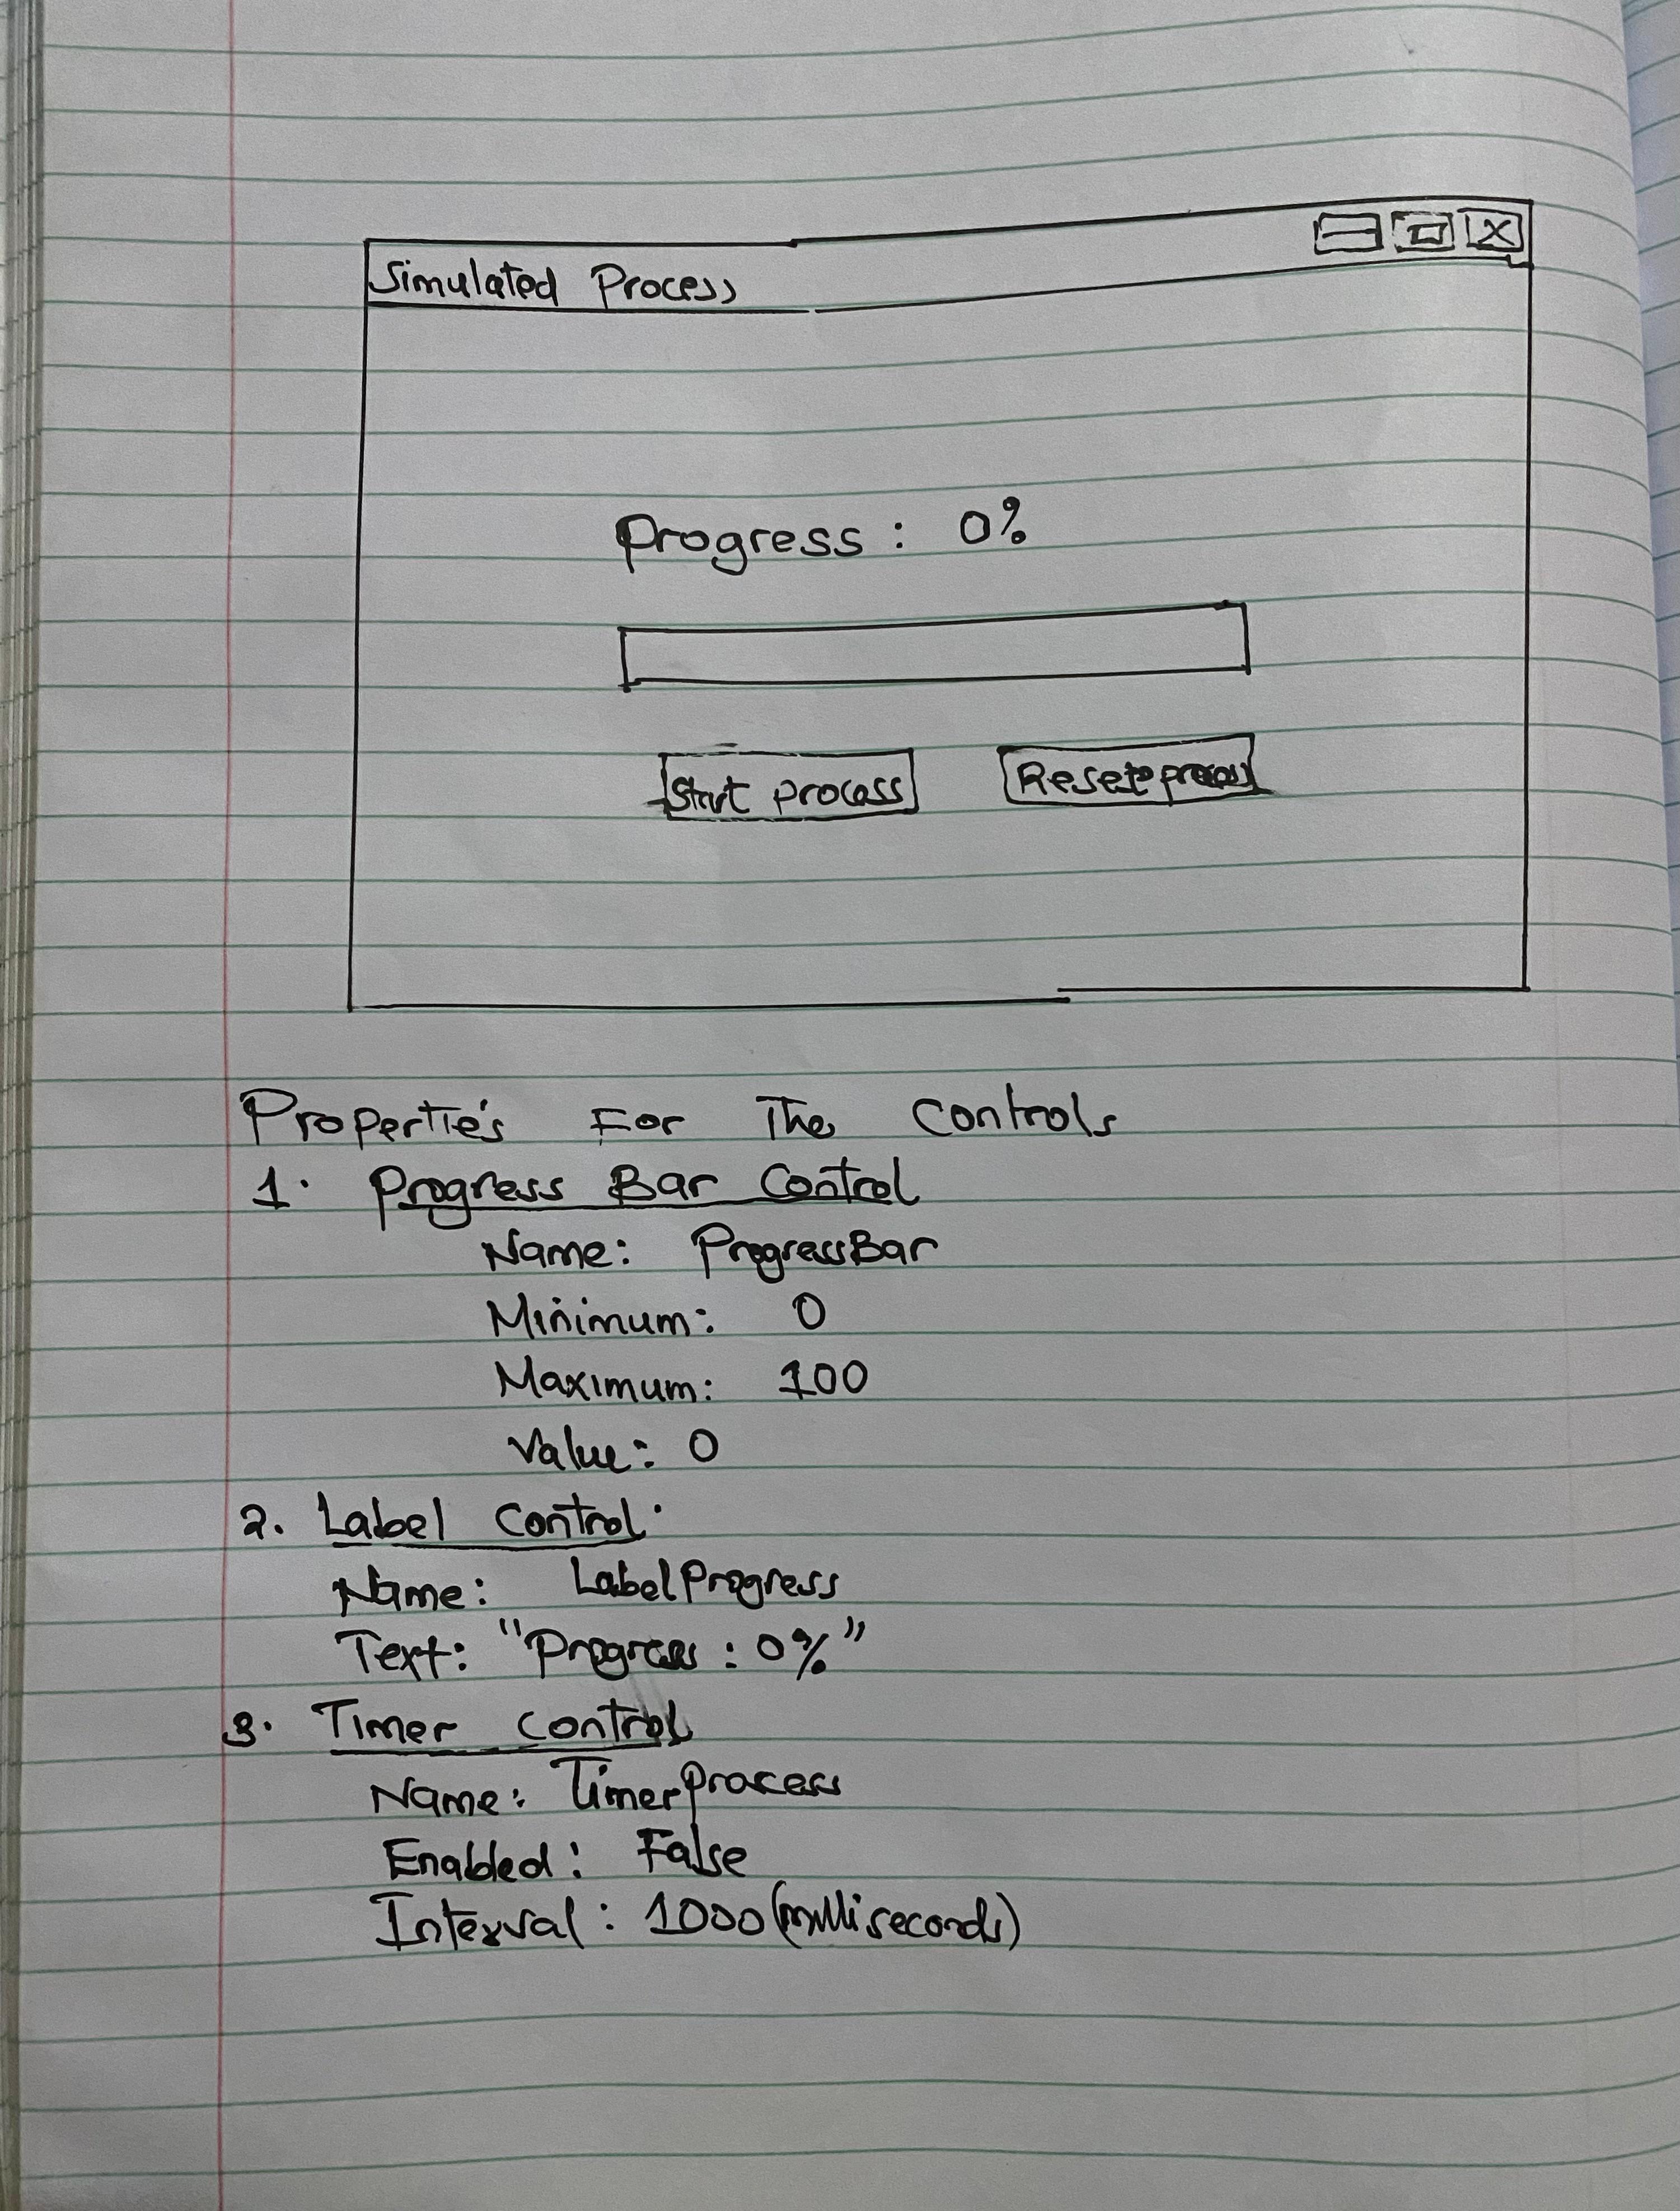 Simulated Process
Progress : 0%
Start process
Reset process
Propertie's For The Controls
1. Progress Bar Control
Name: ProgressBar
Minimum: 0
Maximum: 100
Value: 0
2. Label Control:
Name: LabelProgress
Text: "Progress : 0%"
3. Timer Control
Name: TimerProcess
Enabled: False
Interval: 1000 (milliseconds)